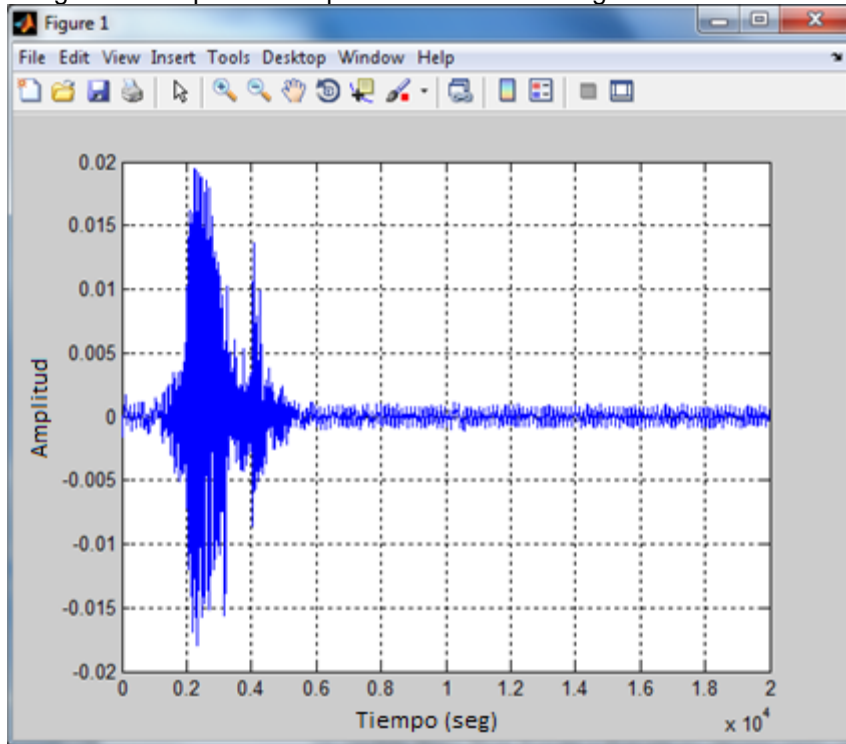 Figure 1
File Edit View Insert Tools Desktop Window Help
0.02
0.015
0.01
0.005
0
-0.005
-0.01
-0.015
-0.02
Amplitud
0 0.2 0.4 0.6 0.8 1 1.2 1.4 1.6 1.8 2
Tiempo (seg)
x 10⁴